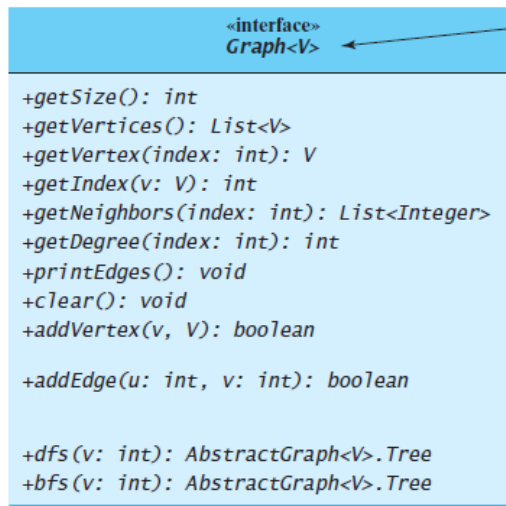 «interface»
Graph<V>
+getSize(): int
+getVertices(): List<V>
+getVertex(index: int): V
+getIndex(v: V): int
+getNeighbors(index: int): List<Integer>
+getDegree(index: int): int
+printEdges(): void
+clear(): void
+addVertex(v, V): boolean
+addEdge(u: int, v: int): boolean
+dfs(v: int): AbstractGraph<V>.Tree
+bfs(v: int): AbstractGraph<V>.Tree